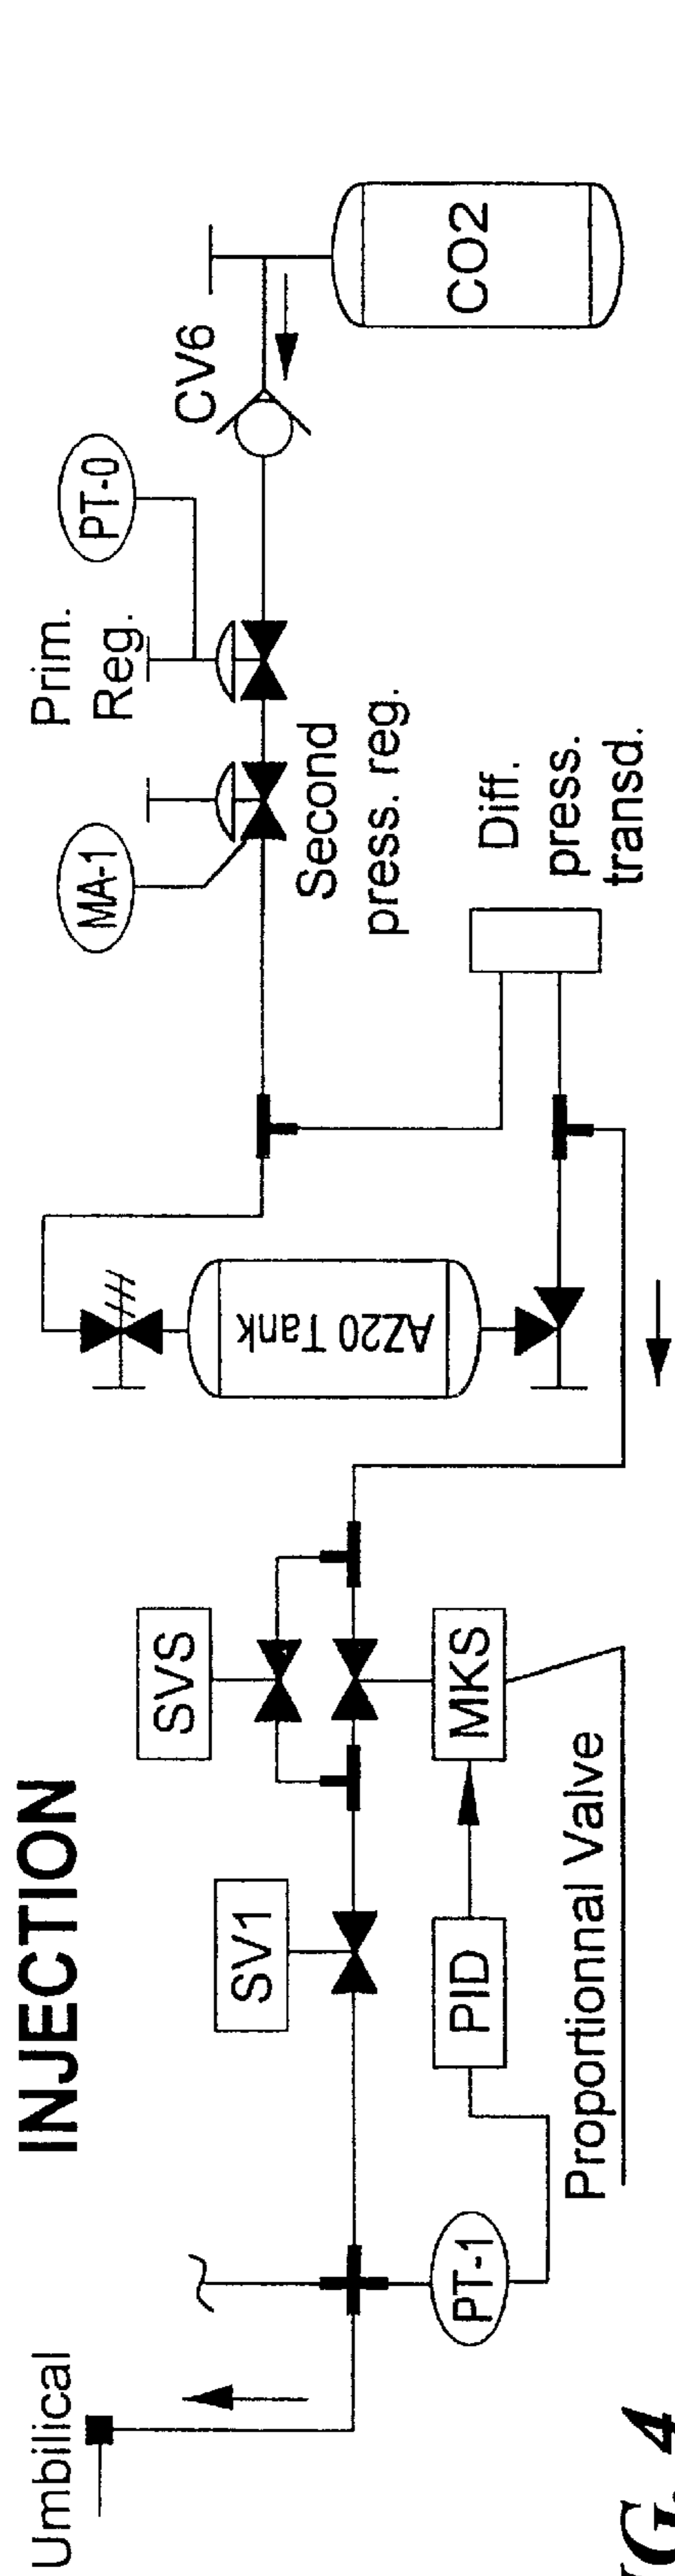 INJECTION
Umbilical
SV1
SVS
PT-1
PID
MKS
Proportionnal Valve
AZ20 Tank
MA-1
Prim.
Reg.
PT-0
CV6
Second
press. reg.
Diff.
press.
transd.
CO2
4